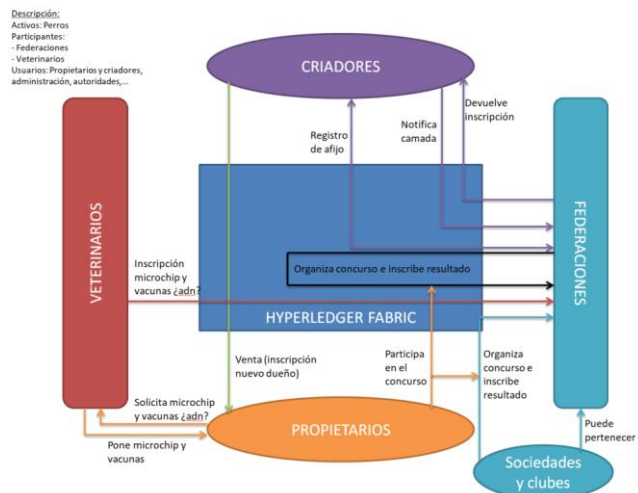 Descripción:
Activos: Perros
Participantes:
- Federaciones
- Veterinarios
Usuarios: Propietarios y criadores,
administración, autoridades,...
CRIADORES
Devuelve
inscripción
Notifica
camada
Registro
de afijo
VETERINARIOS
FEDERACIONES
Organiza concurso e inscribe resultado
Inscripción
microchip y
vacunas ¿adn?
HYPERLEDGER FABRIC
Venta (inscripción
nuevo dueño)
Participa
en el
concurso
Organiza
concurso e
inscribe
resultado
Solicita microchip
y vacunas ¿adn?
PROPIETARIOS
Pone microchip y
vacunas
Puede
pertenecer
Sociedades
y clubes